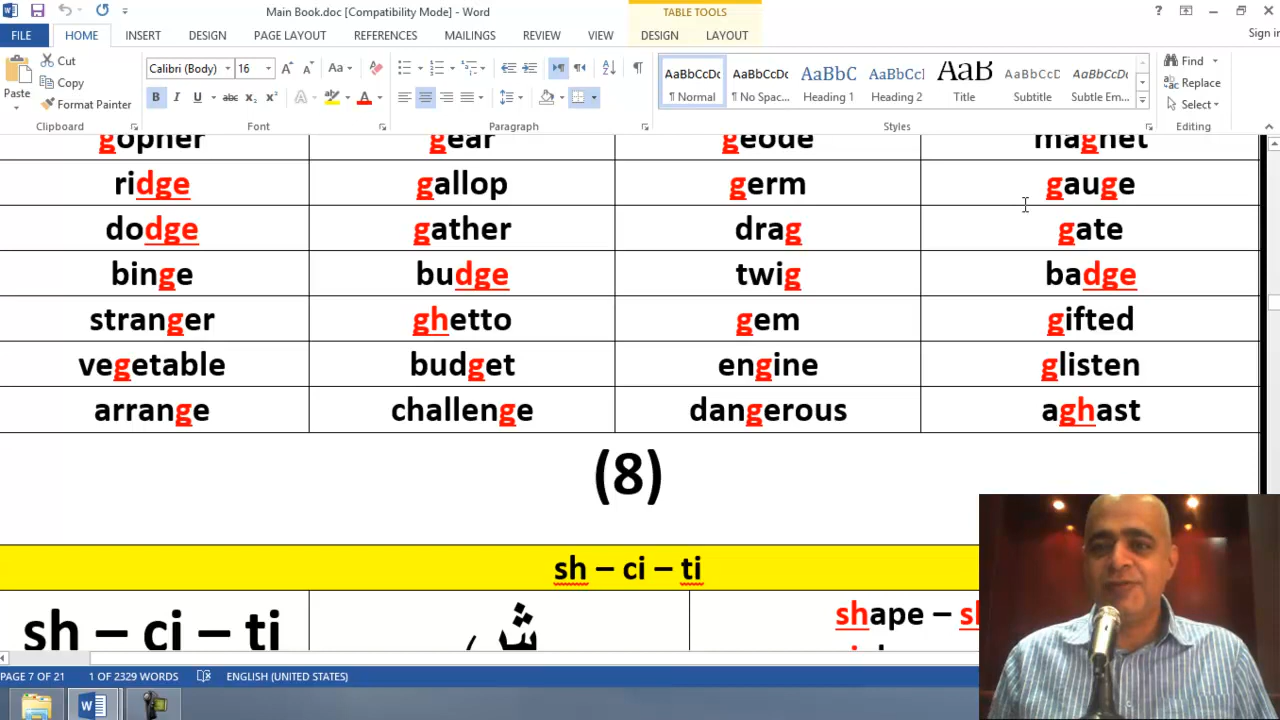 Main Book.doc [Compatibility Mode] - Word
TABLE TOOLS
FILE HOME INSERT DESIGN PAGE LAYOUT REFERENCES MAILINGS REVIEW VIEW DESIGN LAYOUT Sign in
Paste
Cut
Copy
Format Painter
Clipboard
Calibri (Body) 16
Font
Paragraph
AaBbCcDc AaBbCcDc AaBbC AaBbCcI AaB AaBbCcD AaBbCcDc
¶ Normal ¶ No Spac... Heading 1 Heading 2 Title Subtitle Subtle Em...
Styles
Find
Replace
Select
Editing
gopher gear geode magnet
ridge gallop germ gauge
dodge gather drag gate
binge budge twig badge
stranger ghetto gem gifted
vegetable budget engine glisten
arrange challenge dangerous aghast
(8)
sh – ci – ti
sh – ci – ti ش shape –
PAGE 7 OF 21 1 OF 2329 WORDS ENGLISH (UNITED STATES)